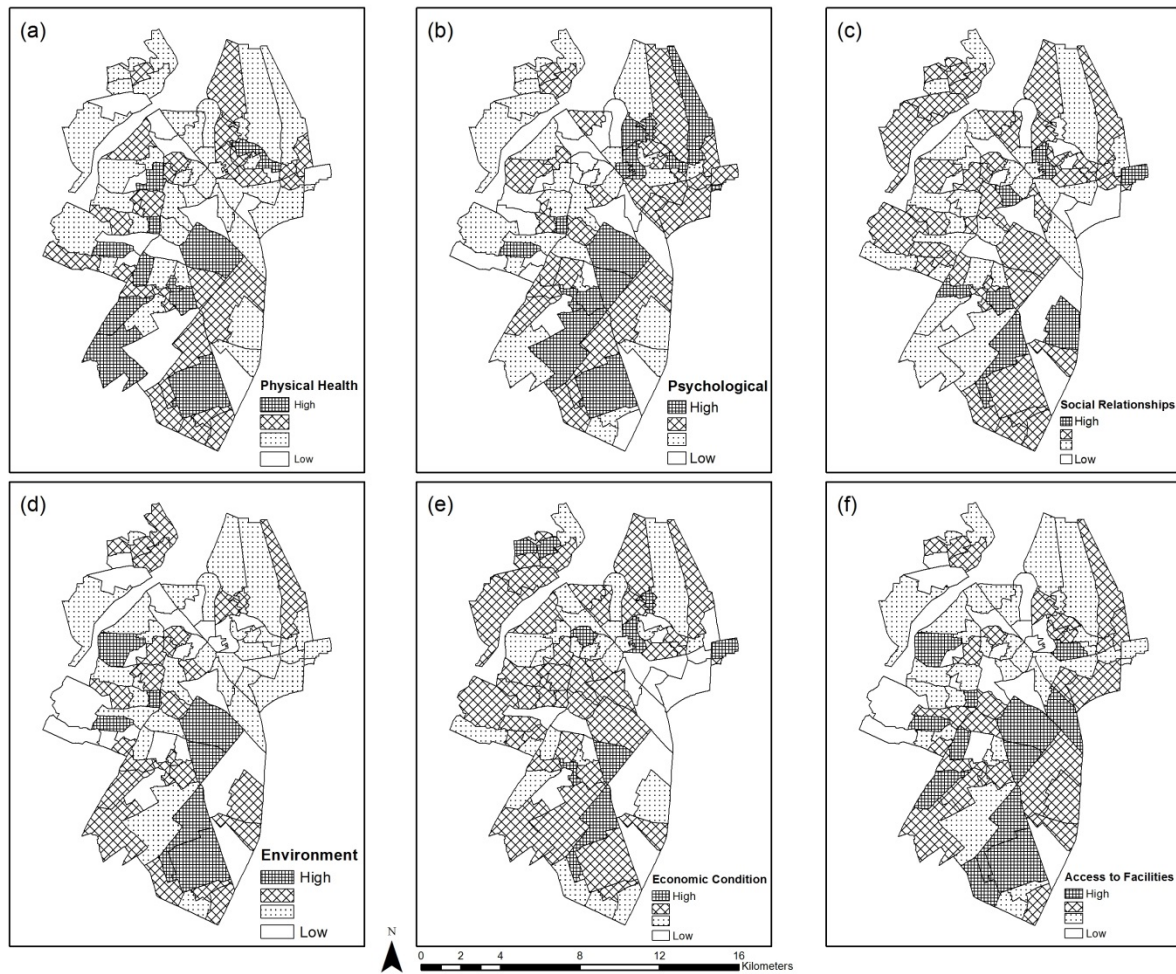 (a)
Physical Health
High
Low
(b)
Psychological
High
Low
(c)
Social Relationships
High
Low
(d)
Environment
High
Low
(e)
Economic Condition
High
Low
(f)
Access to Facilities
High
Low
N
0 2 4 8 12 16
Kilometers